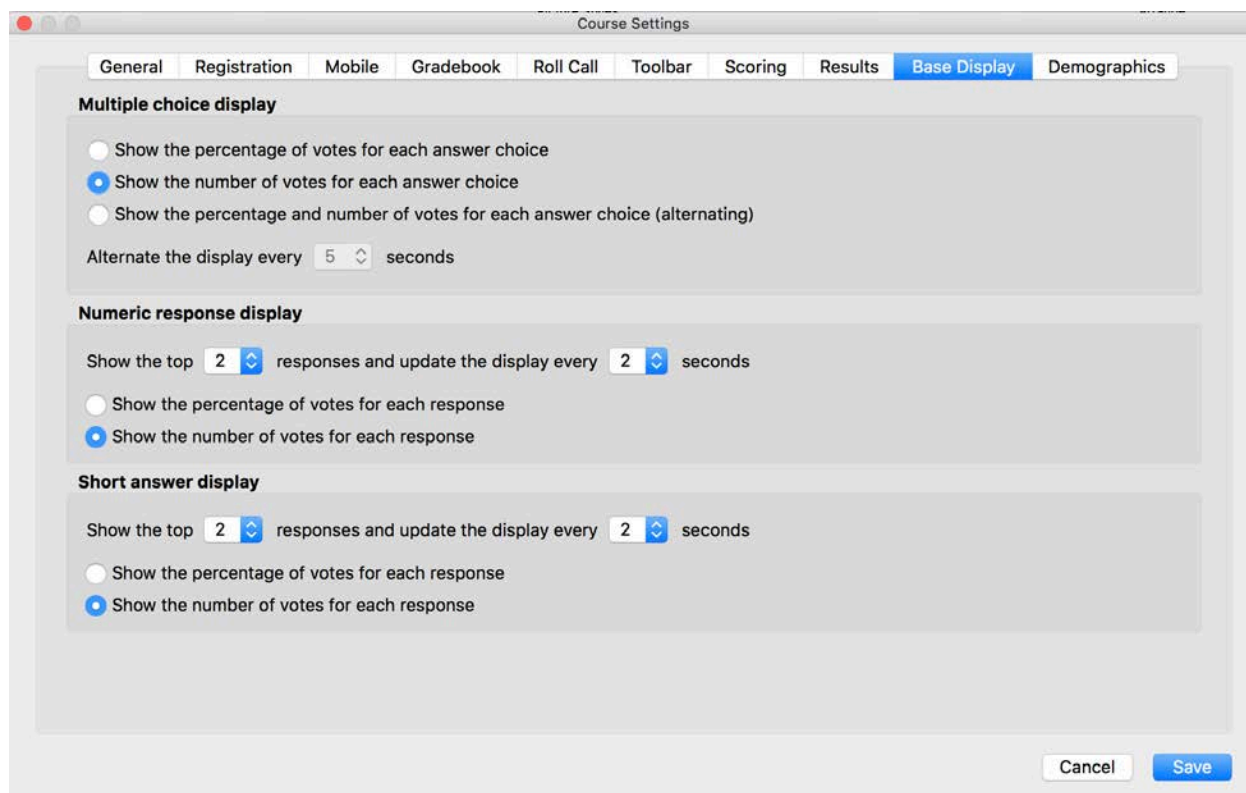 Course Settings
General Registration Mobile Gradebook Roll Call Toolbar Scoring Results Base Display Demographics
Multiple choice display
Show the percentage of votes for each answer choice
Show the number of votes for each answer choice
Show the percentage and number of votes for each answer choice (alternating)
Alternate the display every 5 seconds
Numeric response display
Show the top 2 responses and update the display every 2 seconds
Show the percentage of votes for each response
Show the number of votes for each response
Short answer display
Show the top 2 responses and update the display every 2 seconds
Show the percentage of votes for each response
Show the number of votes for each response
Cancel Save